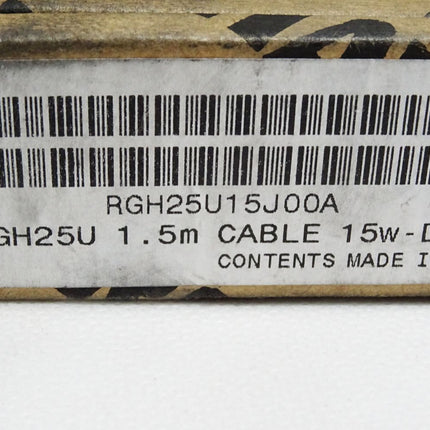 RGH25U15J00A
GH25U 1.5m CABLE 15w-D
CONTENTS MADE I